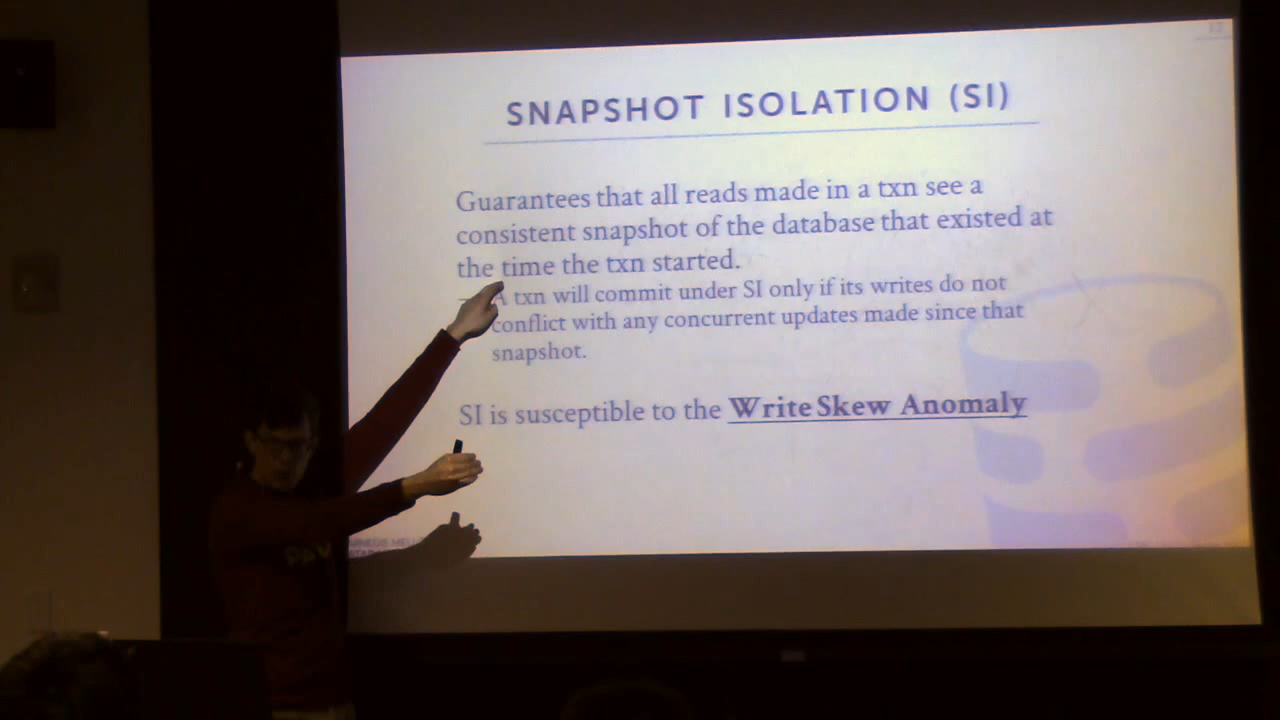 SNAPSHOT ISOLATION (SI)
Guarantees that all reads made in a txn see a
consistent snapshot of the database that existed at
the time the txn started.
txn will commit under SI only if its writes do not
conflict with any concurrent updates made since that
snapshot.
SI is susceptible to the Write Skew Anomaly